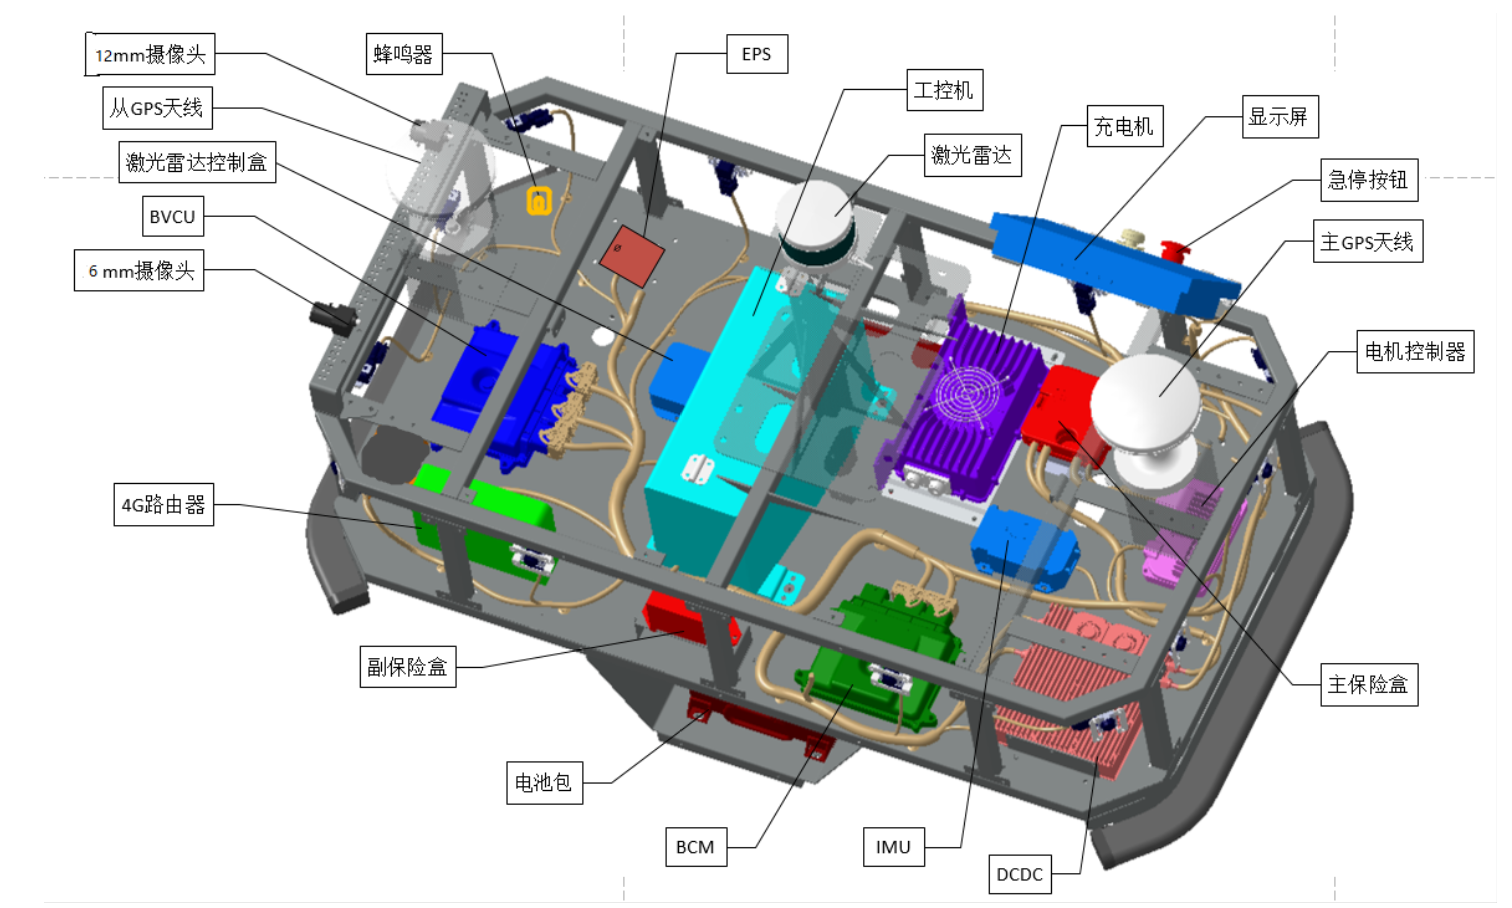 12mm摄像头
蜂鸣器
EPS
工控机
从GPS天线
充电机
显示屏
激光雷达控制盒
激光雷达
急停按钮
BVCU
主GPS天线
6 mm摄像头
电机控制器
4G路由器
副保险盒
主保险盒
电池包
BCM
IMU
DCDC